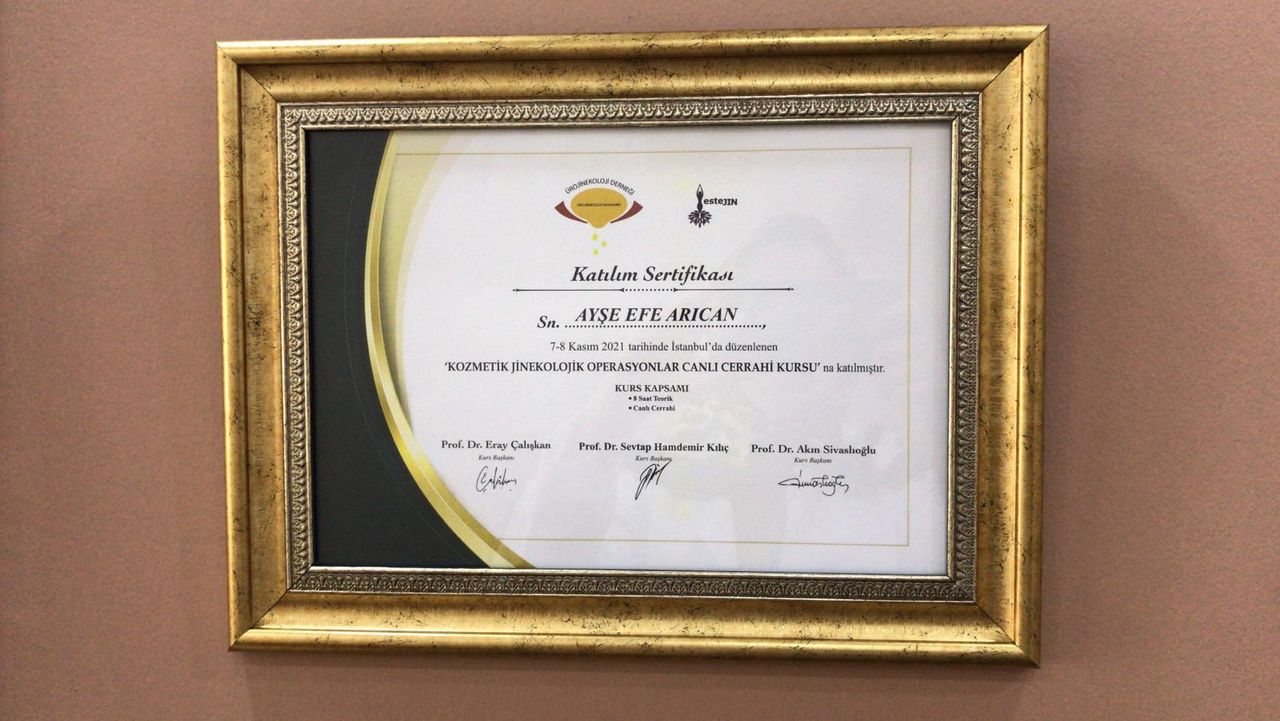 ÜROJİNEKOLOJİ DERNEĞİ
esteJIN
Katılım Sertifikası
Sn. AYŞE EFE ARICAN,
7-8 Kasım 2021 tarihinde İstanbul'da düzenlenen
'KOZMETİK JİNEKOLOJİK OPERASYONLAR CANLI CERRAHİ KURSU' na katılmıştır.
KURS KAPSAMI
• 8 Saat Teorik
• Canlı Cerrahi
Prof. Dr. Eray Çalışkan
Kurs Başkanı
Prof. Dr. Sevtap Hamdemir Kılıç
Kurs Başkanı
Prof. Dr. Akın Sivaslıoğlu
Kurs Başkanı